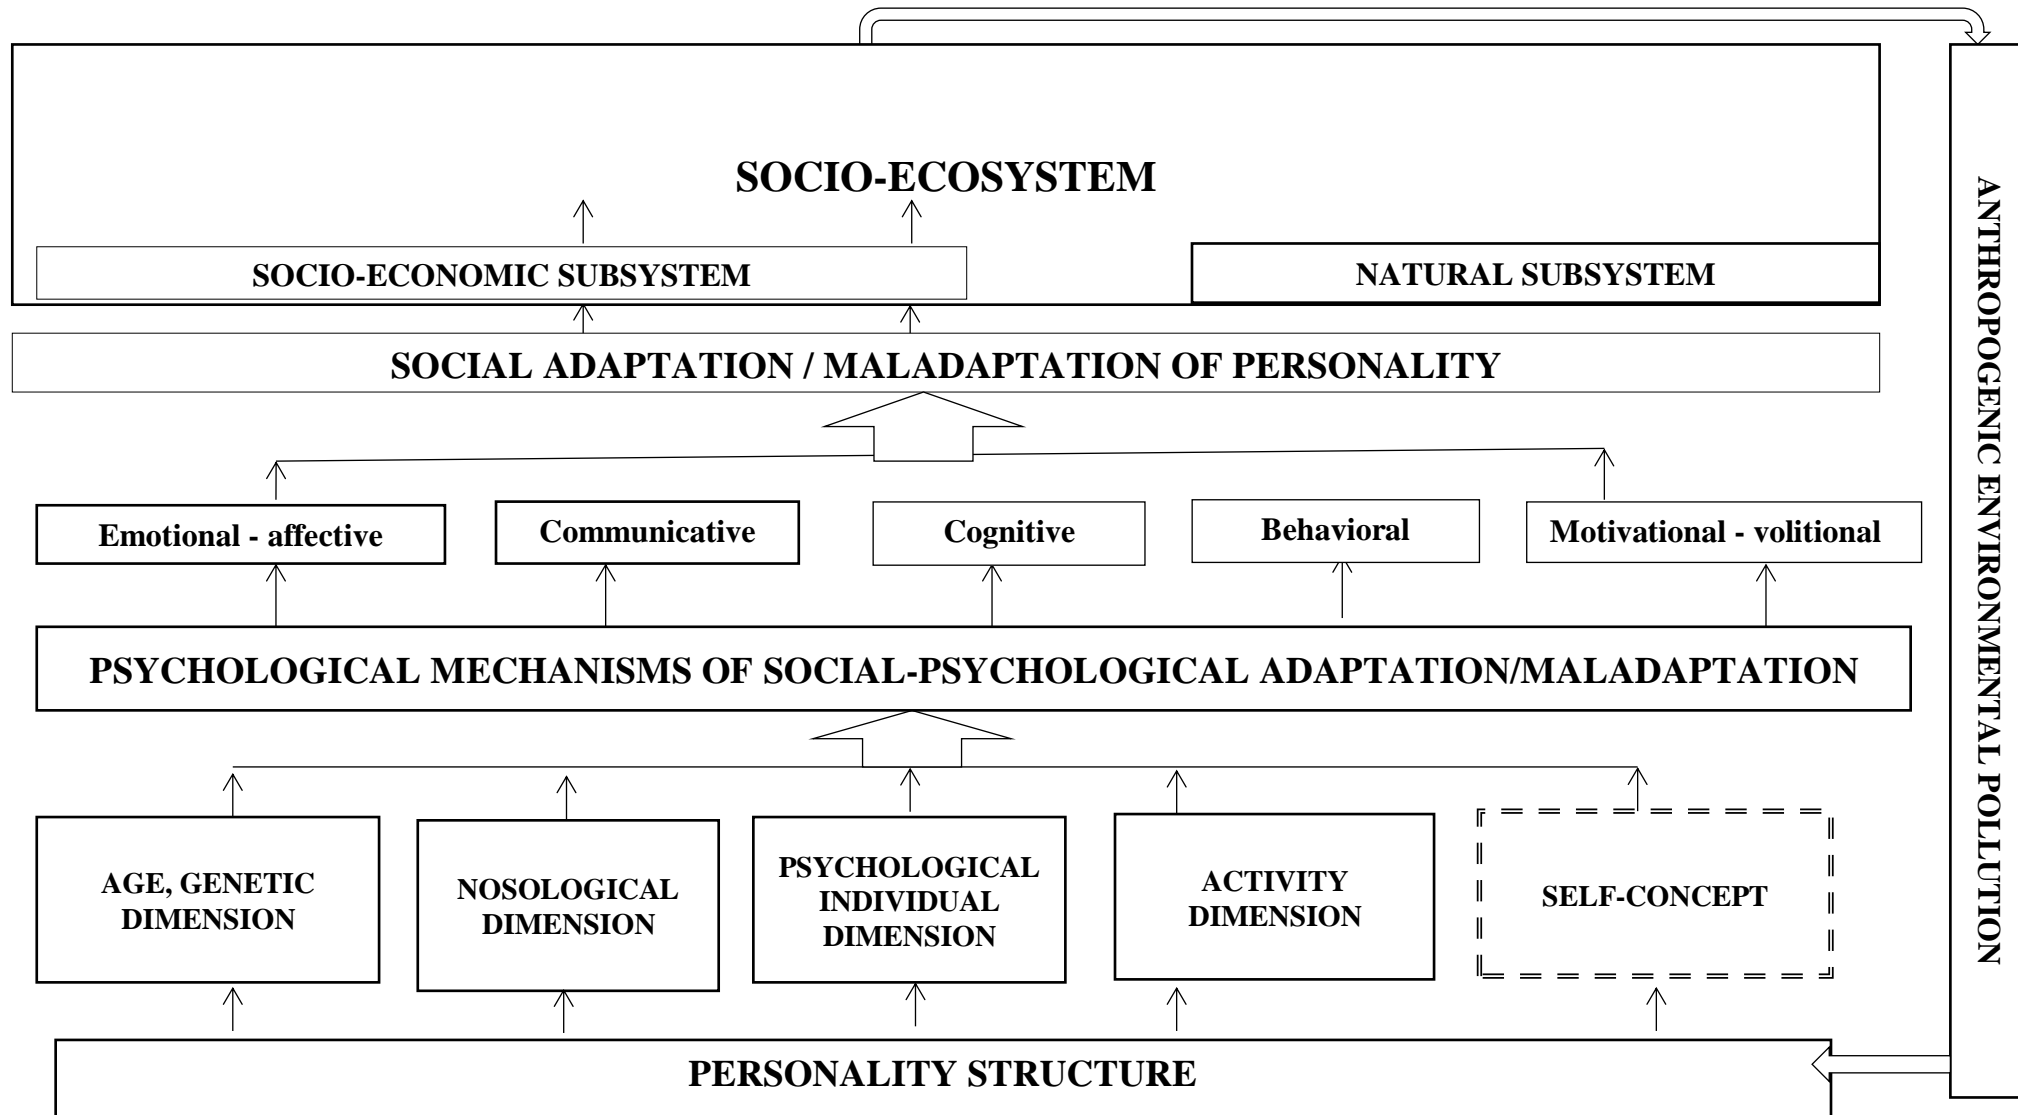 SOCIO-ECOSYSTEM
SOCIO-ECONOMIC SUBSYSTEM
NATURAL SUBSYSTEM
SOCIAL ADAPTATION / MALADAPTATION OF PERSONALITY
Emotional - affective
Communicative
Cognitive
Behavioral
Motivational - volitional
PSYCHOLOGICAL MECHANISMS OF SOCIAL-PSYCHOLOGICAL ADAPTATION/MALADAPTATION
AGE, GENETIC
DIMENSION
NOSOLOGICAL
DIMENSION
PSYCHOLOGICAL
INDIVIDUAL
DIMENSION
ACTIVITY
DIMENSION
SELF-CONCEPT
PERSONALITY STRUCTURE
ANTHROPOGENIC ENVIRONMENTAL POLLUTION